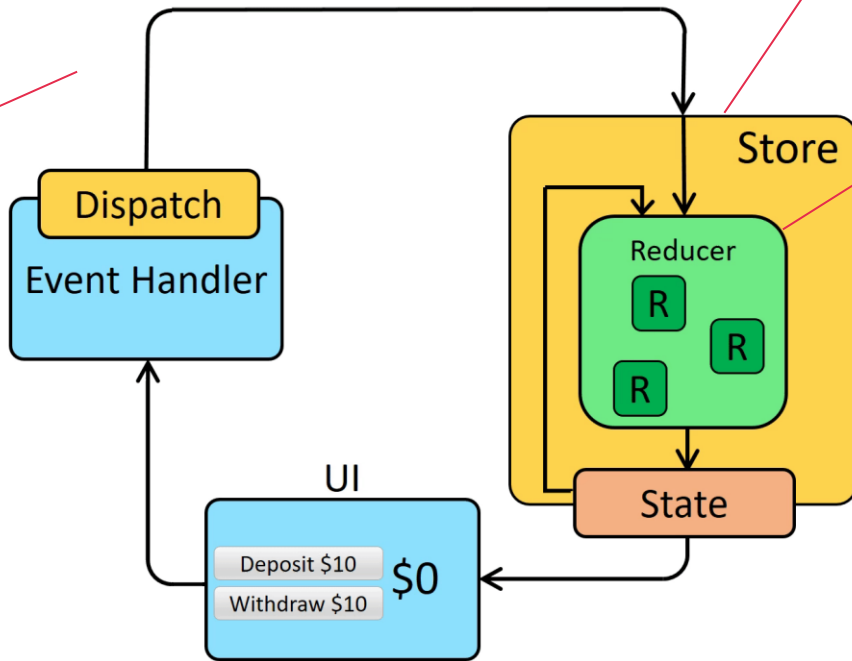 Store
Dispatch
Event Handler
Reducer
R
R
R
State
UI
Deposit $10
Withdraw $10
$0